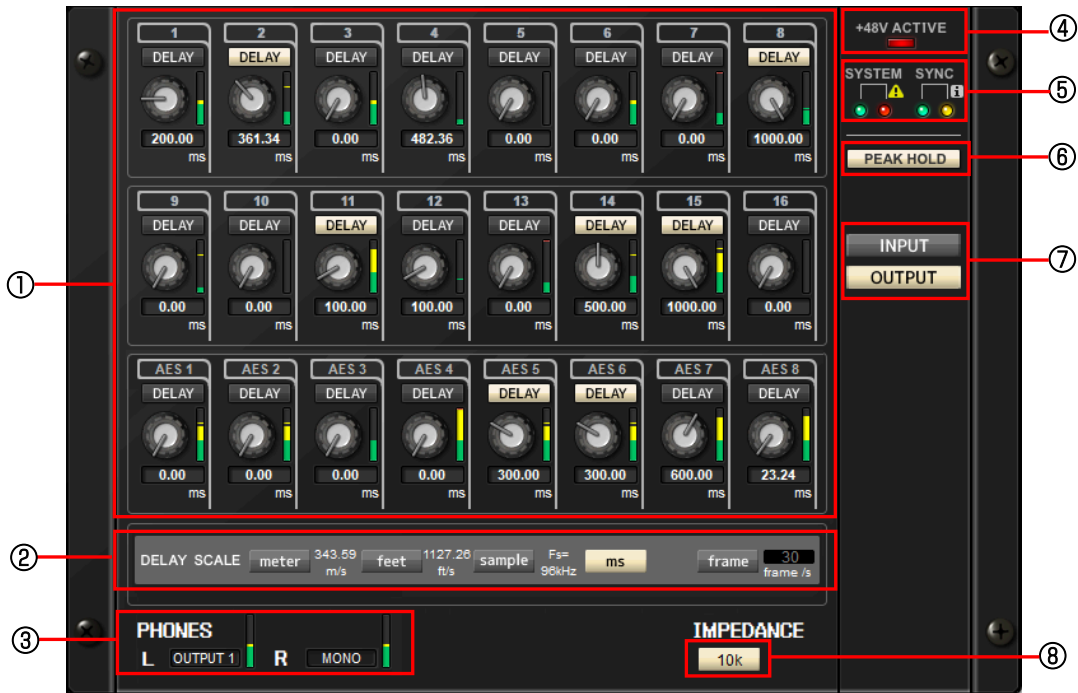 1 2 3 4 5 6 7 8
DELAY DELAY DELAY DELAY DELAY DELAY DELAY DELAY
200.00 361.34 0.00 482.36 0.00 0.00 0.00 1000.00
ms ms ms ms ms ms ms ms
9 10 11 12 13 14 15 16
DELAY DELAY DELAY DELAY DELAY DELAY DELAY DELAY
0.00 0.00 100.00 100.00 0.00 500.00 1000.00 0.00
ms ms ms ms ms ms ms ms
AES 1 AES 2 AES 3 AES 4 AES 5 AES 6 AES 7 AES 8
DELAY DELAY DELAY DELAY DELAY DELAY DELAY DELAY
0.00 0.00 0.00 0.00 300.00 300.00 600.00 23.24
ms ms ms ms ms ms ms ms
DELAY SCALE meter 343.59 m/s feet 1127.26 ft/s sample Fs= 96kHz ms frame 30 frame /s
PHONES
L OUTPUT 1 R MONO
IMPEDANCE
10k
+48V ACTIVE
SYSTEM SYNC
PEAK HOLD
INPUT
OUTPUT
①
②
③
④
⑤
⑥
⑦
⑧